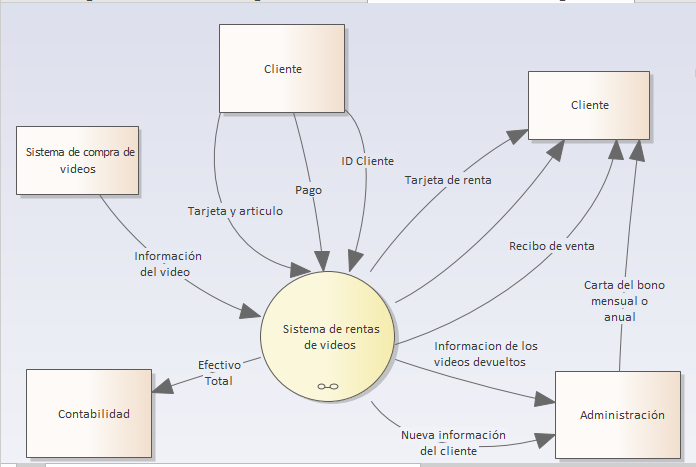 Cliente
Cliente
Sistema de compra de
videos
ID Cliente
Tarjeta de renta
Pago
Tarjeta y articulo
Recibo de venta
Información
del video
Carta del bono
mensual o
anual
Sistema de rentas
de videos
Informacion de los
videos devueltos
Efectivo
Total
Contabilidad
Administración
Nueva información
del cliente